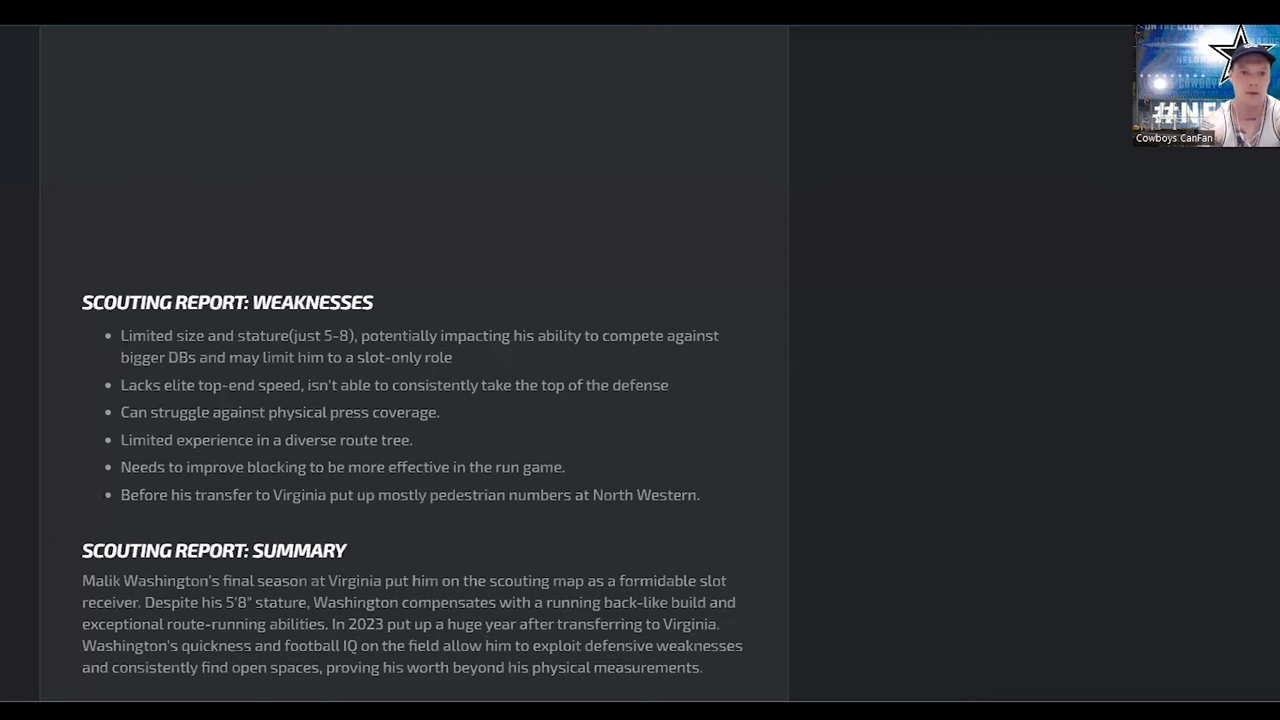 ON THE CLOCK
#NF
Cowboys CanFan
SCOUTING REPORT: WEAKNESSES
• Limited size and stature(just 5-8), potentially impacting his ability to compete against
bigger DBs and may limit him to a slot-only role
• Lacks elite top-end speed, isn't able to consistently take the top of the defense
• Can struggle against physical press coverage.
• Limited experience in a diverse route tree.
• Needs to improve blocking to be more effective in the run game.
• Before his transfer to Virginia put up mostly pedestrian numbers at North Western.
SCOUTING REPORT: SUMMARY
Malik Washington's final season at Virginia put him on the scouting map as a formidable slot
receiver. Despite his 5'8" stature, Washington compensates with a running back-like build and
exceptional route-running abilities. In 2023 put up a huge year after transferring to Virginia.
Washington's quickness and football IQ on the field allow him to exploit defensive weaknesses
and consistently find open spaces, proving his worth beyond his physical measurements.